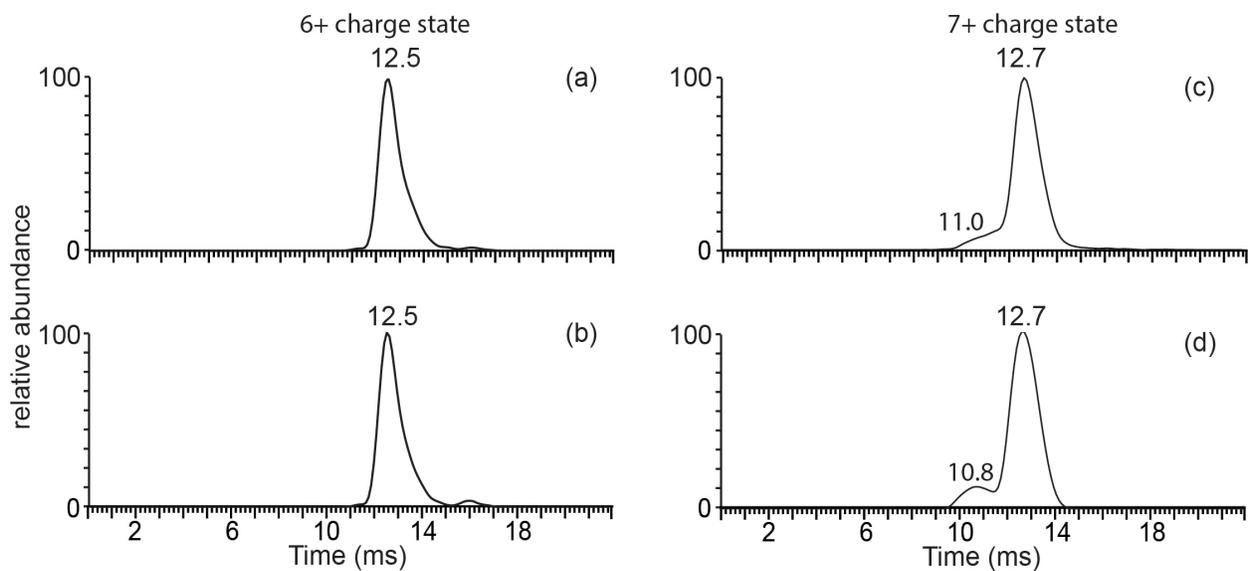 6+ charge state
12.5
100
(a)
0
7+ charge state
12.7
100
(c)
11.0
0
relative abundance
12.5
100
(b)
0
2 6 10 14 18
Time (ms)
12.7
100
(d)
10.8
0
2 6 10 14 18
Time (ms)